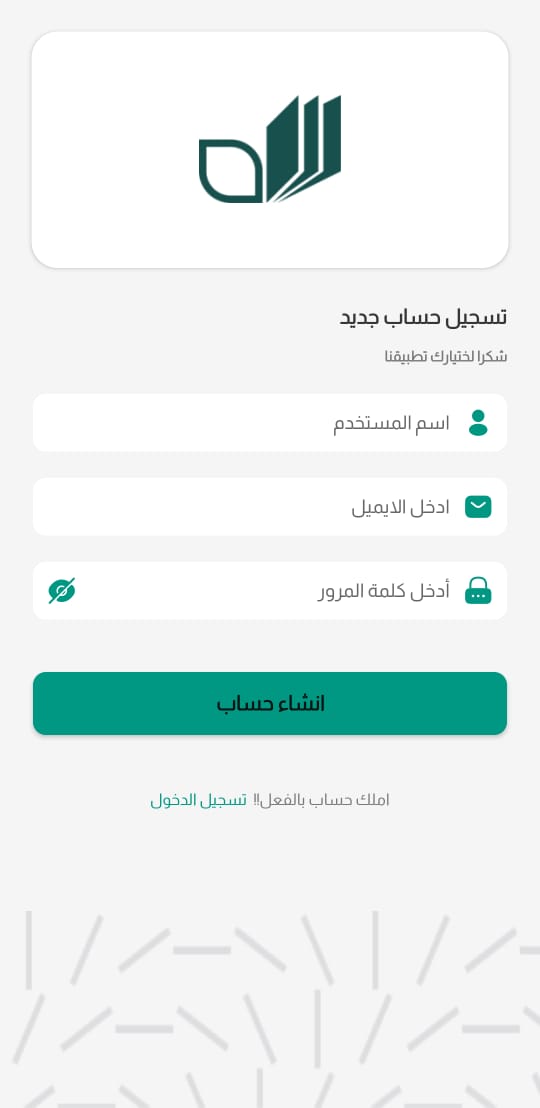 تسجيل حساب جديد
شكرا لختيارك تطبيقنا
اسم المستخدم
ادخل الايميل
أدخل كلمة المرور
انشاء حساب
املك حساب بالفعل!! تسجيل الدخول